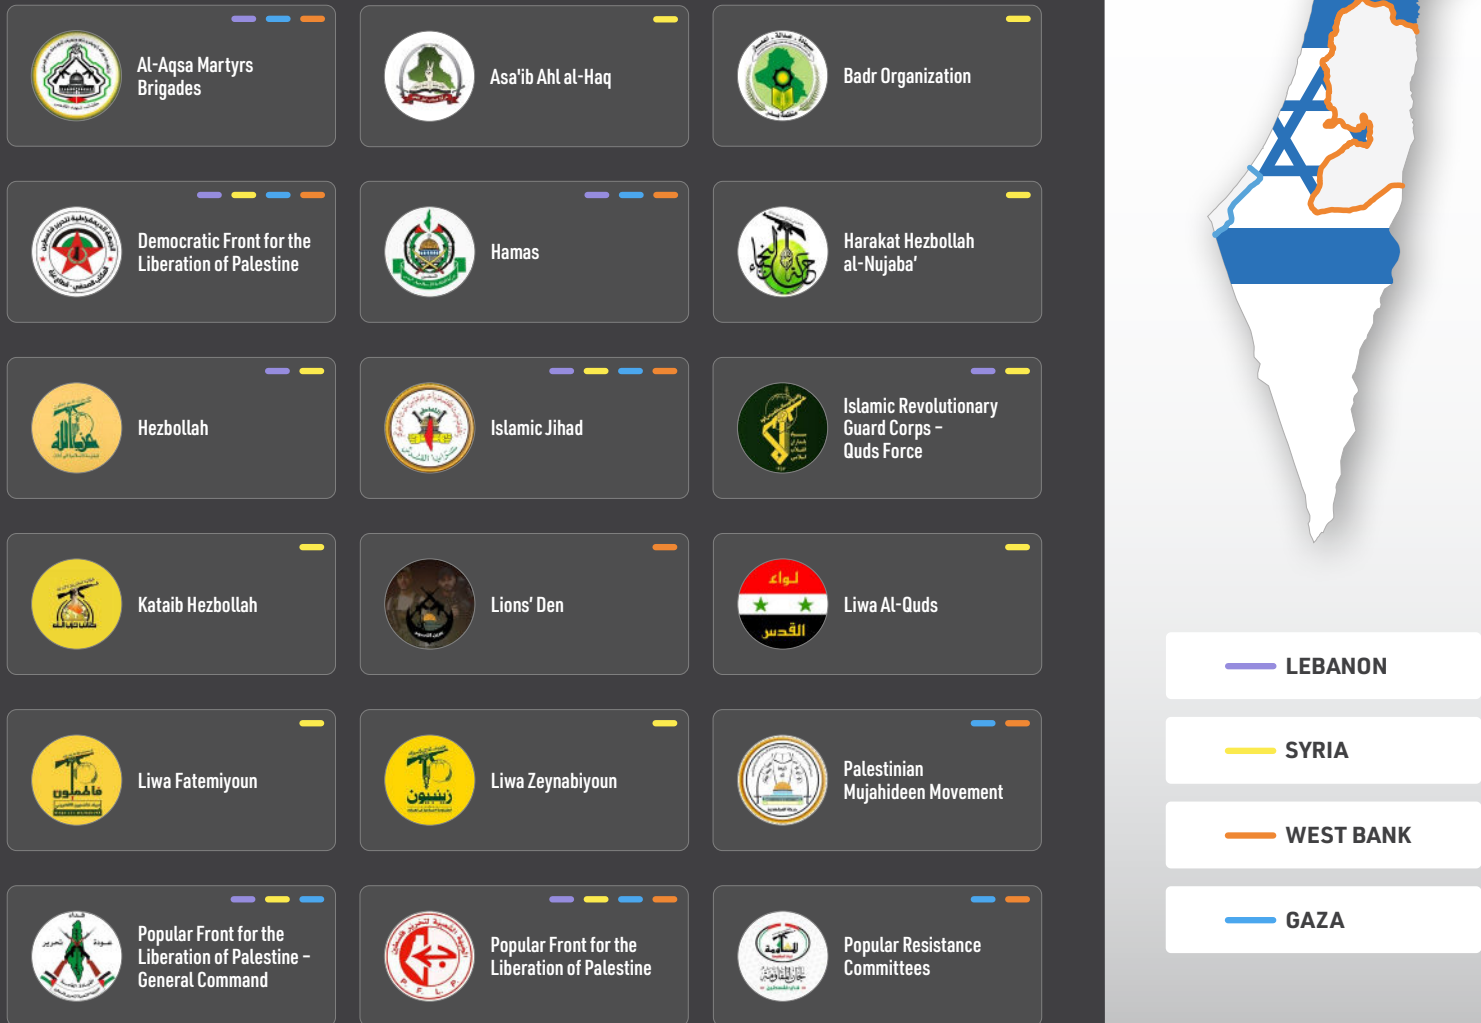 Al-Aqsa Martyrs
Brigades
Asa'ib Ahl al-Haq
Badr Organization
Democratic Front for the
Liberation of Palestine
Hamas
Harakat Hezbollah
al-Nujaba’
Hezbollah
Islamic Jihad
Islamic Revolutionary
Guard Corps –
Quds Force
Kataib Hezbollah
Lions’ Den
لواء
القدس
Liwa Al-Quds
فاطميون
Liwa Fatemiyoun
زينبيون
Liwa Zeynabiyoun
Palestinian
Mujahideen Movement
Popular Front for the
Liberation of Palestine –
General Command
P. F. L. P.
Popular Front for the
Liberation of Palestine
Popular Resistance
Committees
LEBANON
SYRIA
WEST BANK
GAZA